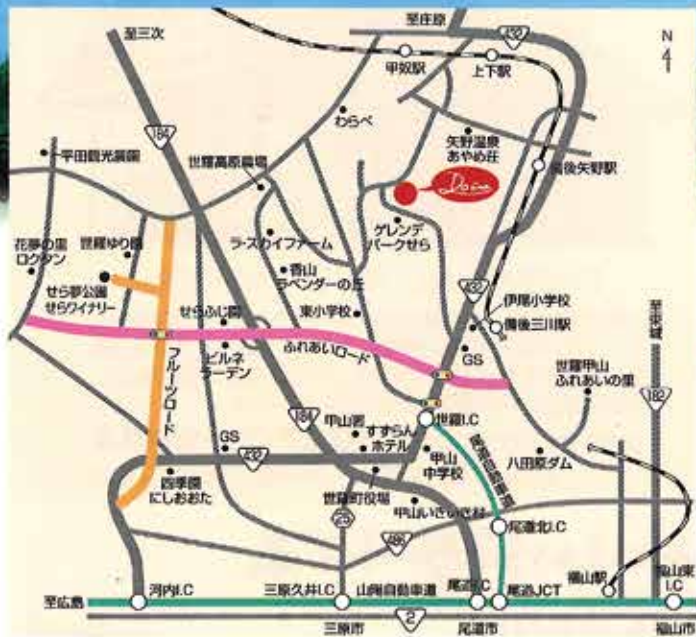 至庄原
432
N
4
至三次
甲奴駅
上下駅
184
わらべ
矢野温泉
あやめ荘
平田観光農園
世羅高原農場
備後矢野駅
Doina
ゲレンデ
パークせら
花夢の里
ロクタン
世羅ゆり園
ラ・スカイファーム
香山
ラベンダーの丘
せら夢公園
せらワイナリー
せらふじ園
東小学校
432
伊尾小学校
備後三川駅
至東城
ふれあいロード
GS
ビルネ
ラーデン
フルーツロード
世羅甲山
ふれあいの里
182
184
甲山署
すずらん
ホテル
世羅I.C
GS
432
甲山
中学校
八田原ダム
四季園
にしおおた
世羅町役場
甲山いきいき村
25
486
尾道北I.C
福山駅
福山東
I.C
至広島
河内I.C
三原久井I.C
山陽自動車道
尾道I.C
尾道JCT
2
三原市
尾道市
福山市